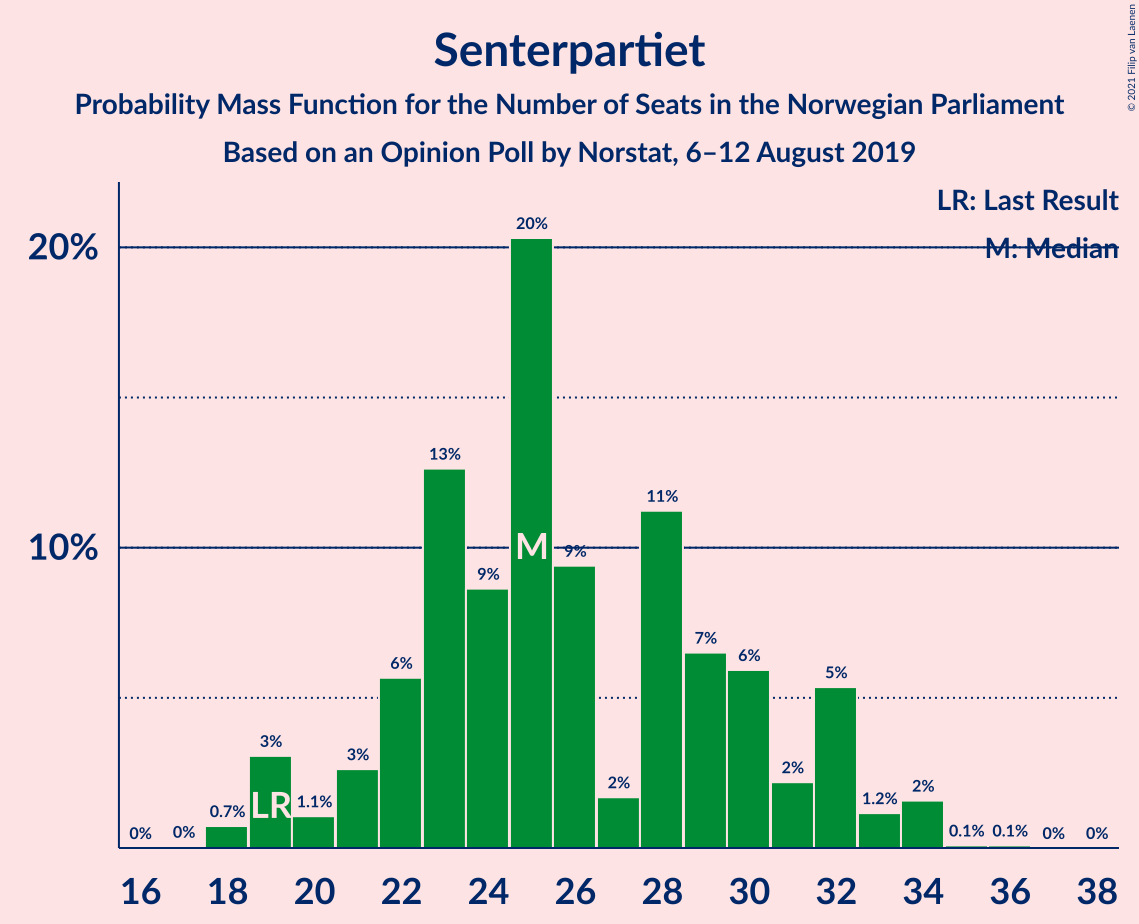 Senterpartiet
Probability Mass Function for the Number of Seats in the Norwegian Parliament
Based on an Opinion Poll by Norstat, 6–12 August 2019
© 2021 Filip van Laenen
LR: Last Result
M: Median
20%
10%
0%
0%
0.7%
3%
1.1%
3%
6%
13%
9%
20%
9%
2%
11%
7%
6%
2%
5%
1.2%
2%
0.1%
0.1%
0%
0%
LR
M
16 18 20 22 24 26 28 30 32 34 36 38